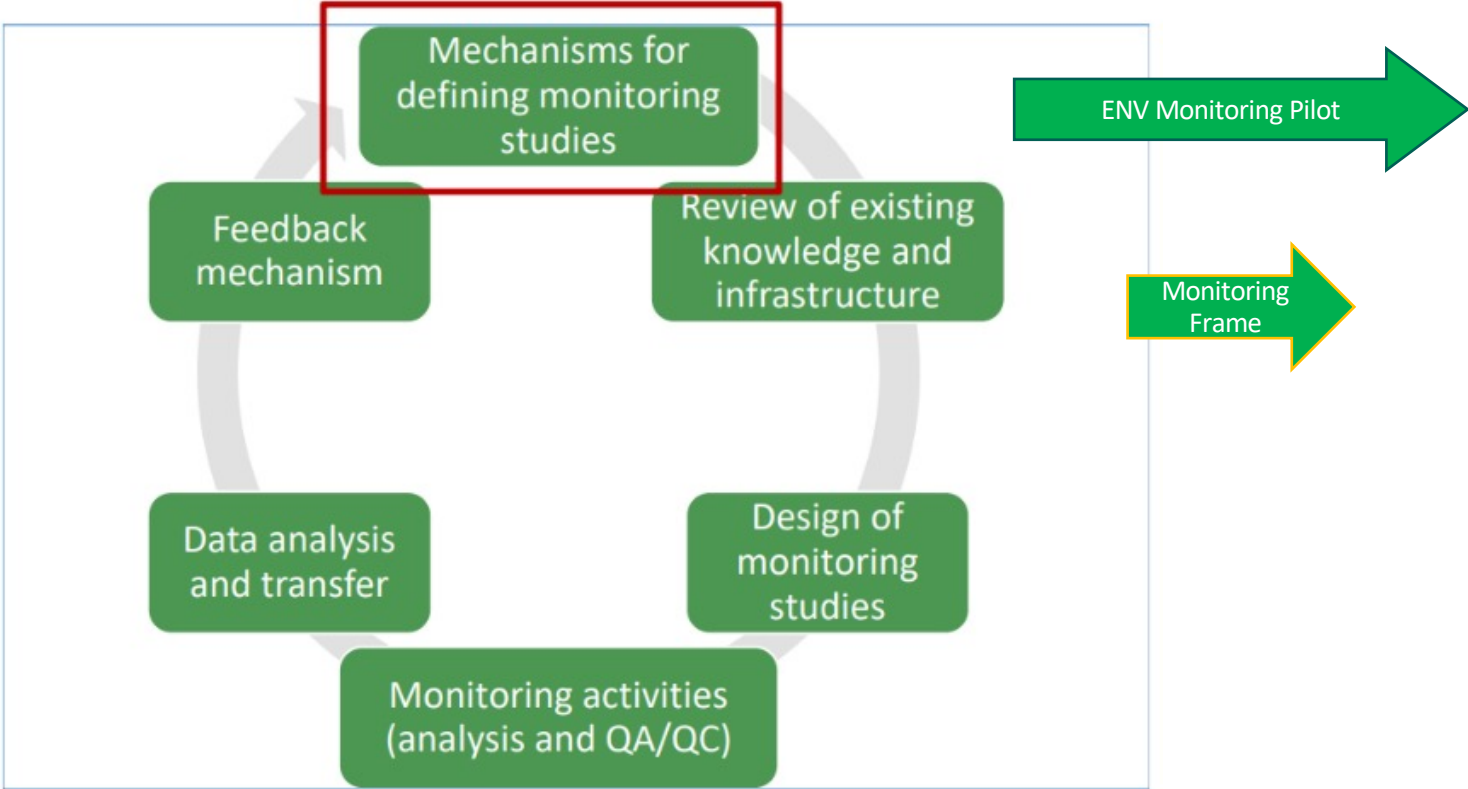 Mechanisms for
defining monitoring
studies
ENV Monitoring Pilot
Review of existing
knowledge and
infrastructure
Monitoring
Frame
Design of
monitoring
studies
Monitoring activities
(analysis and QA/QC)
Data analysis
and transfer
Feedback
mechanism